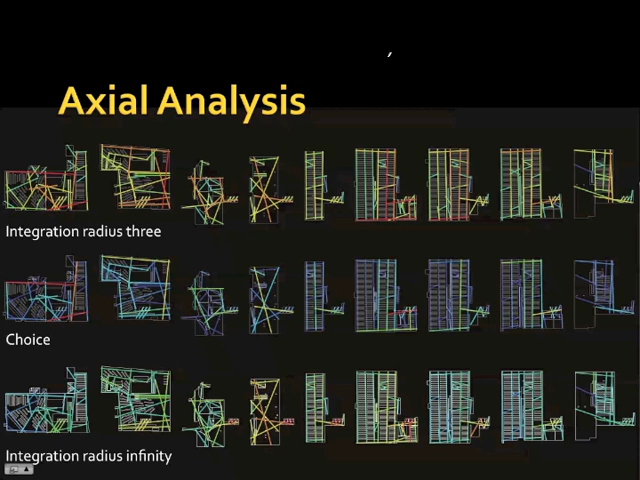 Axial Analysis
Integration radius three
Choice
Integration radius infinity